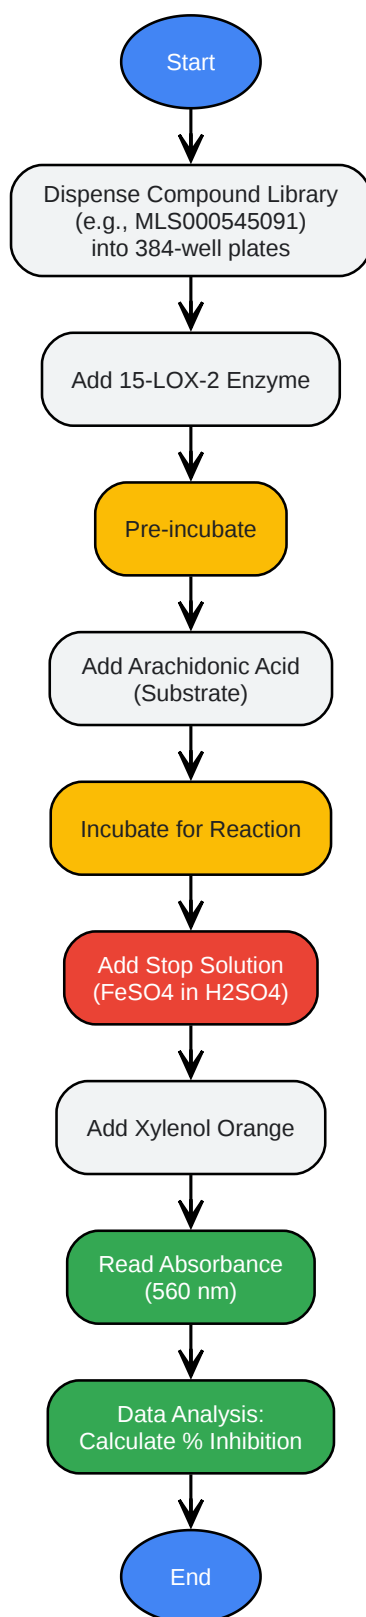 Start
Dispense Compound Library
(e.g., MLS000545091)
into 384-well plates
Add 15-LOX-2 Enzyme
Pre-incubate
Add Arachidonic Acid
(Substrate)
Incubate for Reaction
Add Stop Solution
(FeSO4 in H2SO4)
Add Xylenol Orange
Read Absorbance
(560 nm)
Data Analysis:
Calculate % Inhibition
End